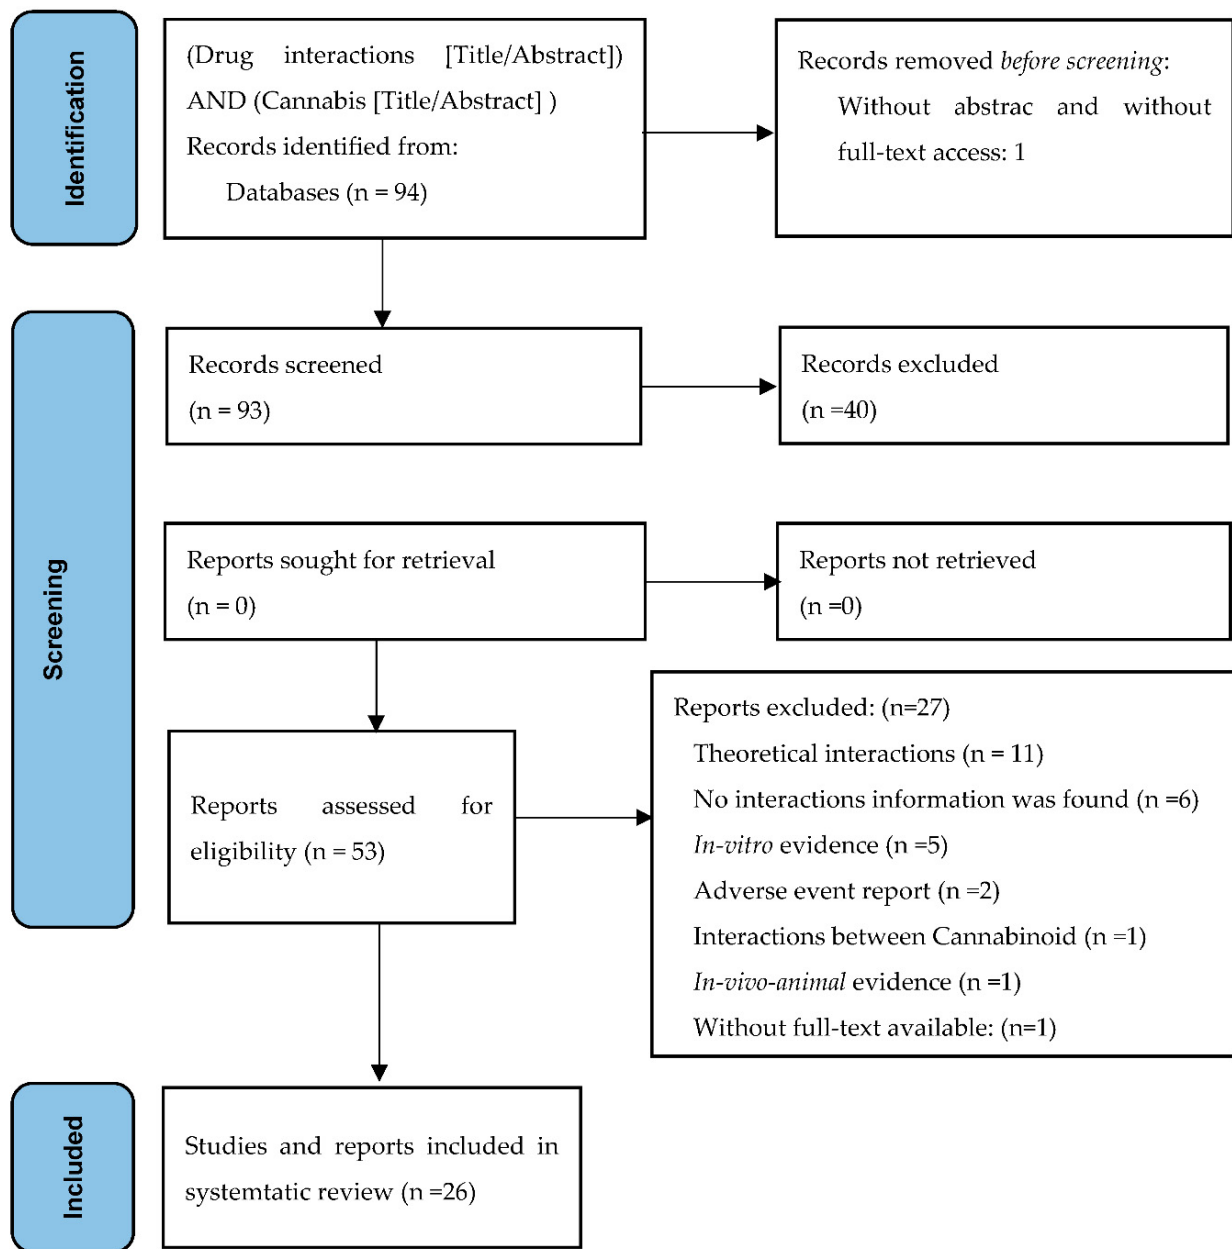 Identification
(Drug interactions [Title/Abstract])
AND (Cannabis [Title/Abstract] )
Records identified from:
Databases (n = 94)
Records removed before screening:
Without abstrac and without
full-text access: 1
Screening
Records screened
(n = 93)
Records excluded
(n =40)
Reports sought for retrieval
(n = 0)
Reports not retrieved
(n =0)
Reports assessed for
eligibility (n = 53)
Reports excluded: (n=27)
Theoretical interactions (n = 11)
No interactions information was found (n =6)
In-vitro evidence (n =5)
Adverse event report (n =2)
Interactions between Cannabinoid (n =1)
In-vivo-animal evidence (n =1)
Without full-text available: (n=1)
Included
Studies and reports included in
systemtatic review (n =26)